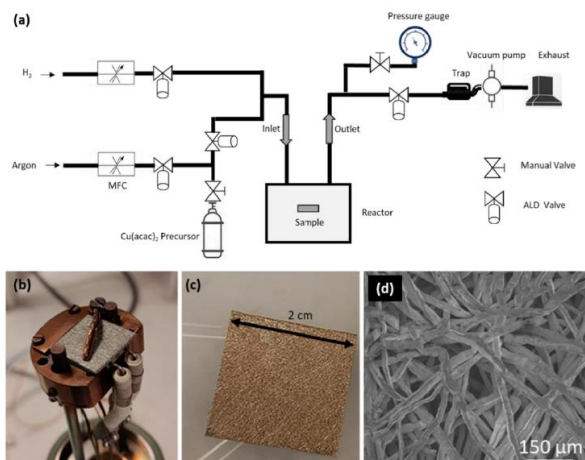 (a)
Pressure gauge
Vacuum pump
Exhaust
Trap
H₂
Inlet
Outlet
Argon
MFC
Manual Valve
Reactor
Sample
ALD Valve
Cu(acac)₂ Precursor
(b)
(c)
2 cm
(d)
150 µm